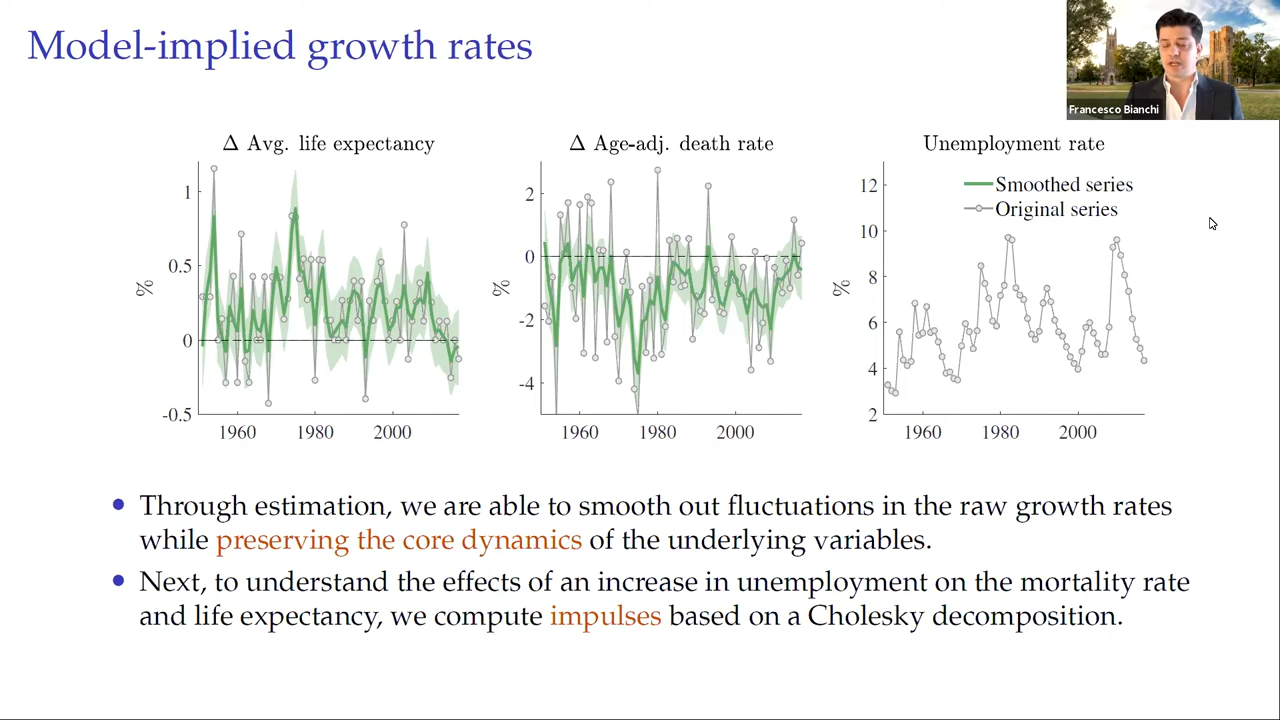 Model-implied growth rates
Francesco Bianchi
Δ Avg. life expectancy
1
0.5
0
-0.5
%
1960 1980 2000
Δ Age-adj. death rate
2
0
-2
-4
%
1960 1980 2000
Unemployment rate
Smoothed series
Original series
12
10
8
6
4
2
%
1960 1980 2000
• Through estimation, we are able to smooth out fluctuations in the raw growth rates
while preserving the core dynamics of the underlying variables.
• Next, to understand the effects of an increase in unemployment on the mortality rate
and life expectancy, we compute impulses based on a Cholesky decomposition.